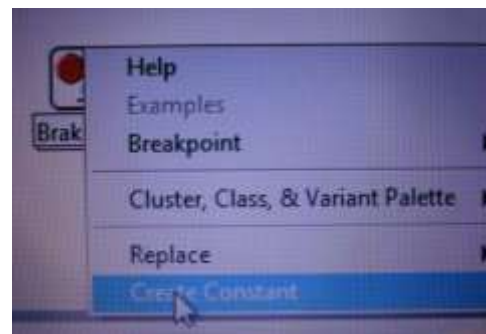 Help
Examples
Brak
Breakpoint
Cluster, Class, & Variant Palette
Replace
Create Constant